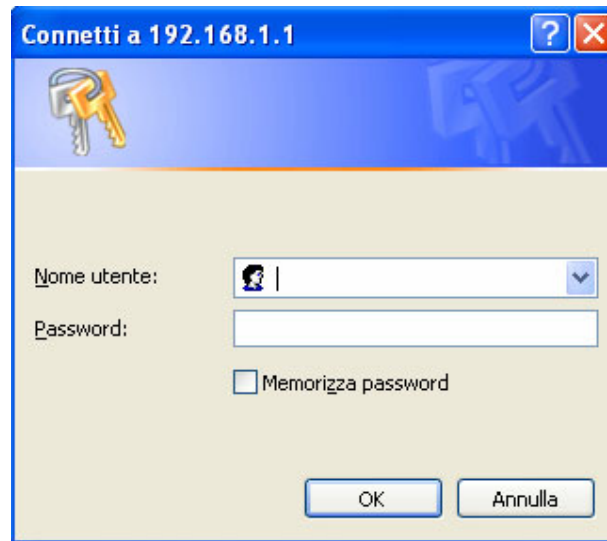 Connetti a 192.168.1.1
Nome utente:
Password:
Memorizza password
OK
Annulla